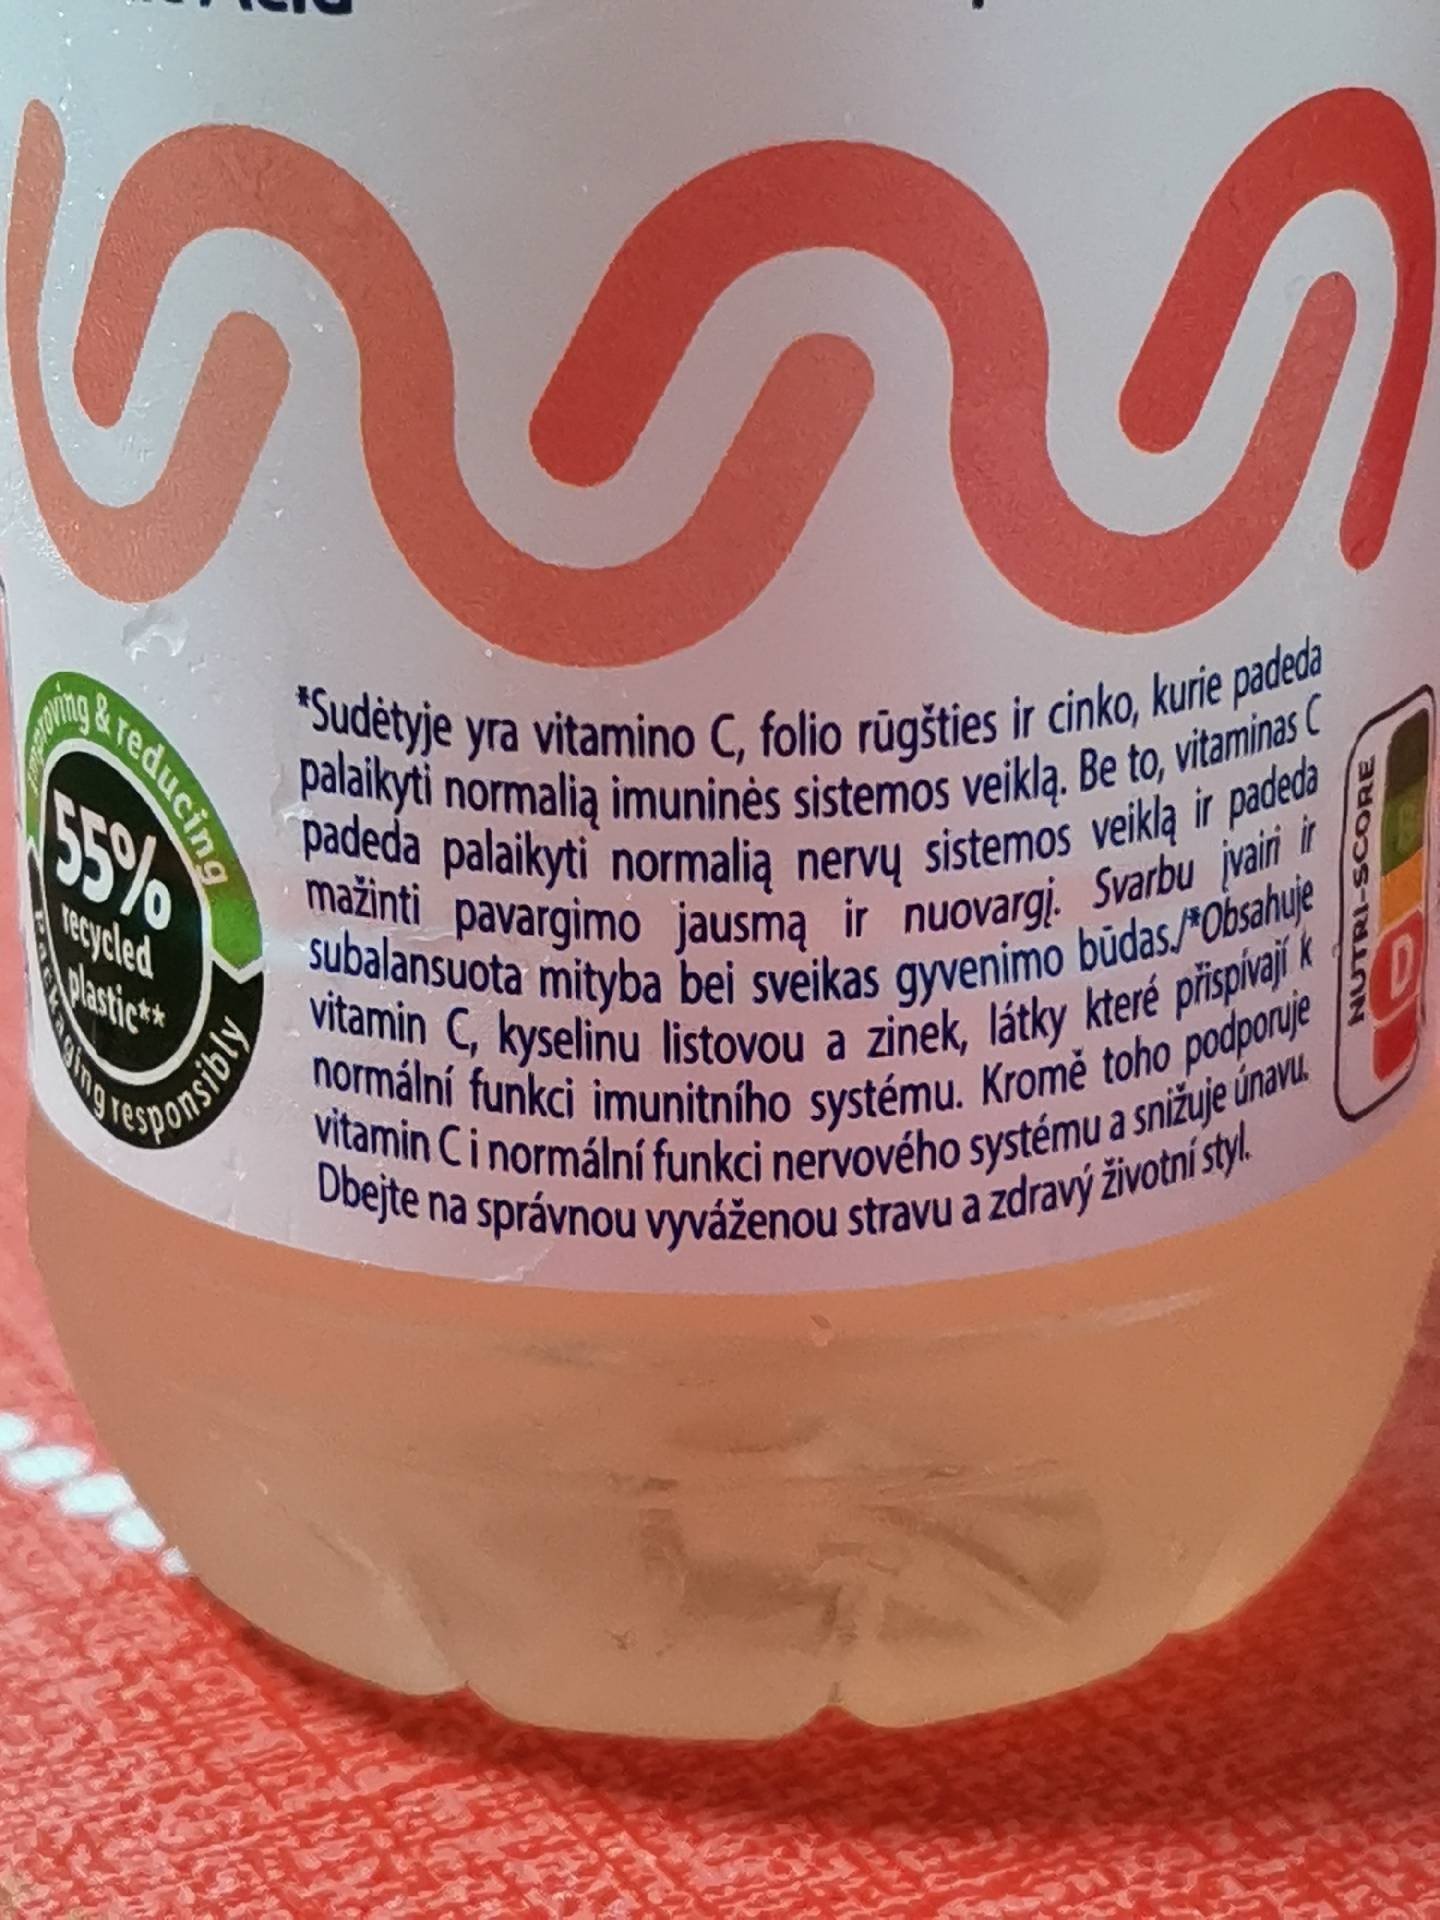 Acid
*Sudėtyje yra vitamino C, folio rūgšties ir cinko, kurie padeda
palaikyti normalią imuninės sistemos veiklą. Be to, vitaminas C
padeda palaikyti normalią nervų sistemos veiklą ir padeda
mažinti pavargimo jausmą ir nuovargį. Svarbu įvairi ir
subalansuota mityba bei sveikas gyvenimo būdas./*Obsahuje
vitamin C, kyselinu listovou a zinek, látky které přispívají k
normální funkci imunitního systému. Kromě toho podporuje
vitamin C i normální funkci nervového systému a snižuje únavu.
Dbejte na správnou vyváženou stravu a zdravý životní styl.
improving & reducing
55%
recycled
plastic**
packaging responsibly
NUTRI-SCORE
D